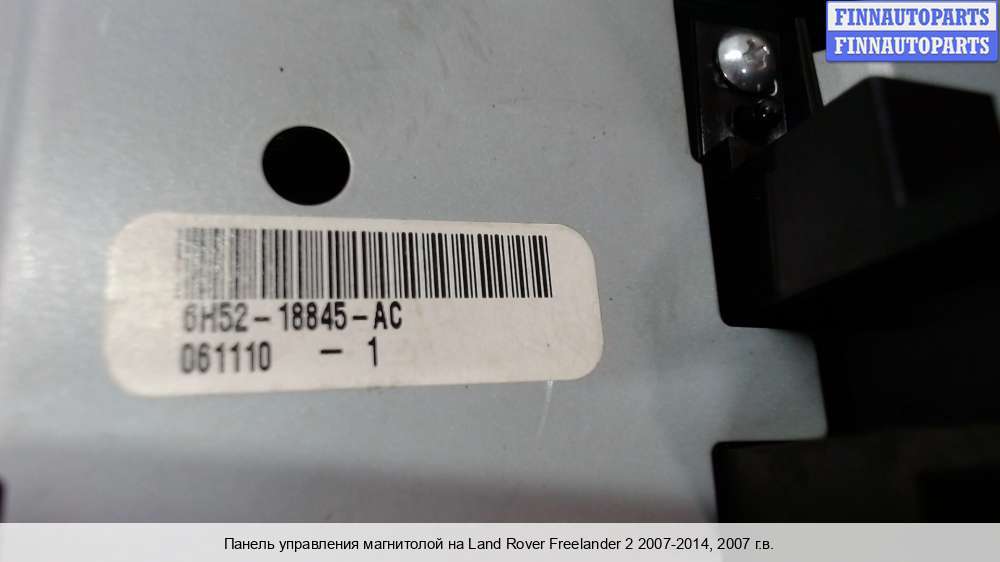 FINNAUTOPARTS
FINNAUTOPARTS
6H52-18845-AC
061110 - 1
Панель управления магнитолой на Land Rover Freelander 2 2007-2014, 2007 г.в.